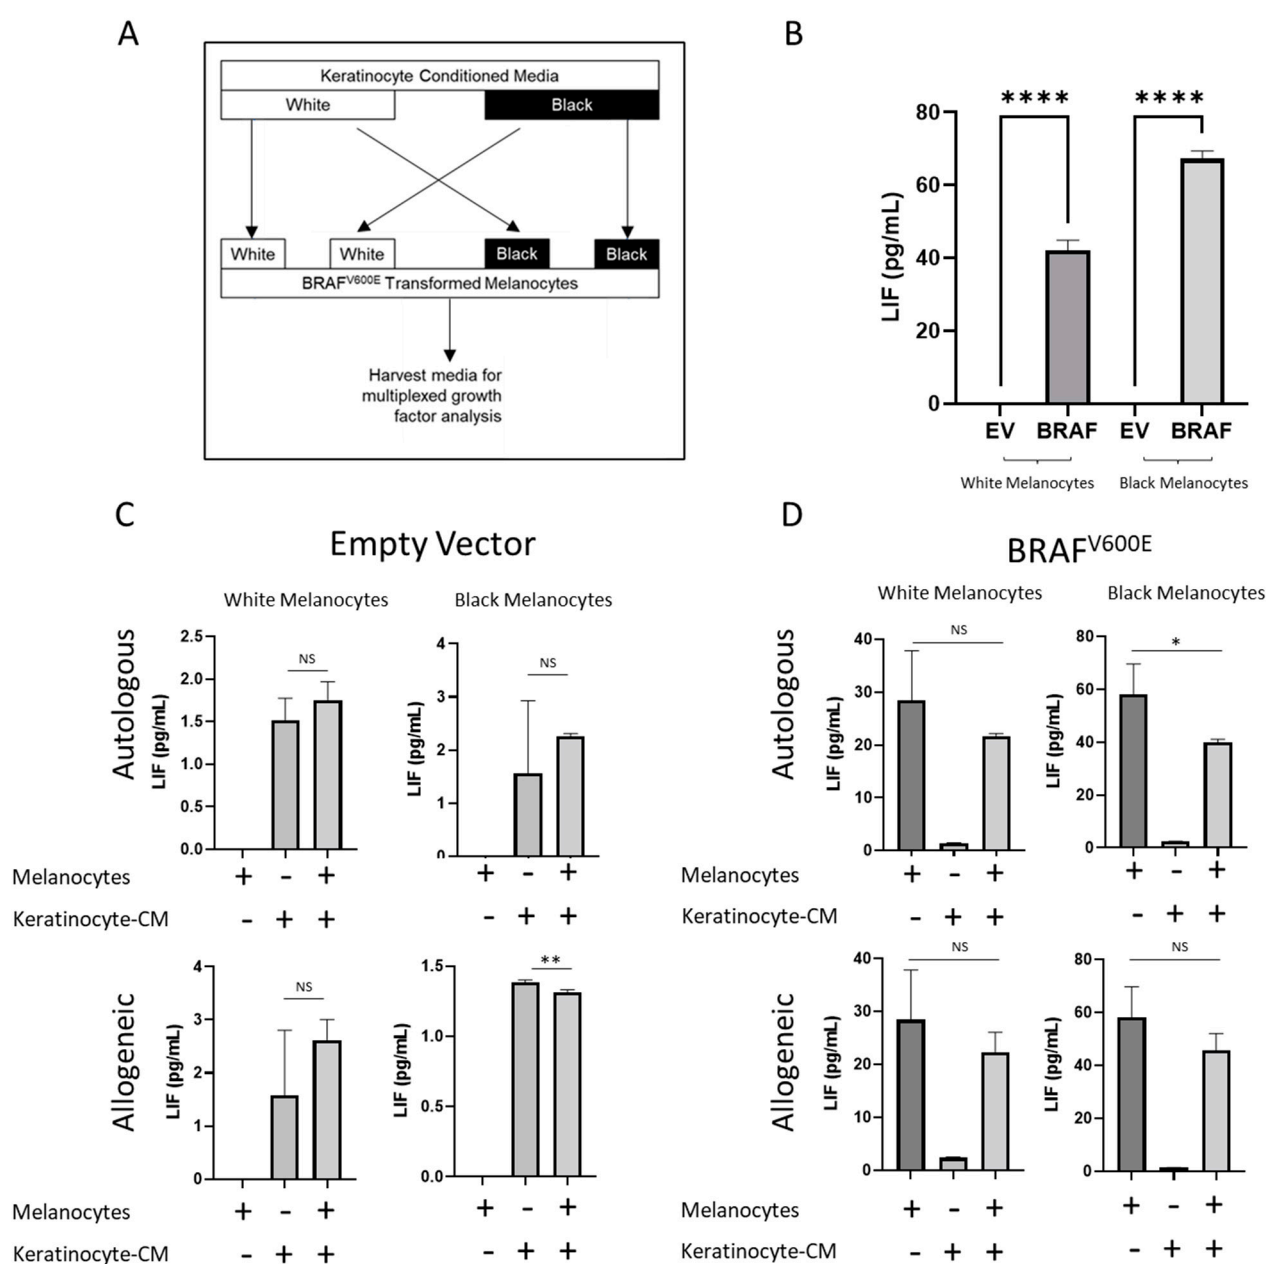 A
Keratinocyte Conditioned Media
White
Black
White
White
Black
Black
BRAFV600E Transformed Melanocytes
Harvest media for
multiplexed growth
factor analysis
B
**** ****
80
60
40
20
0
LIF (pg/mL)
EV BRAF EV BRAF
White Melanocytes Black Melanocytes
C
Empty Vector
White Melanocytes
Black Melanocytes
Autologous
LIF (pg/mL)
2.5
2.0
1.5
1.0
0.5
0.0
NS
LIF (pg/mL)
4
3
2
1
0
NS
Melanocytes + - + + - +
Keratinocyte-CM - + + - + +
Allogeneic
LIF (pg/mL)
4
3
2
1
0
NS
LIF (pg/mL)
1.5
1.0
0.5
0.0
**
Melanocytes + - + + - +
Keratinocyte-CM - + + - + +
D
BRAFV600E
White Melanocytes
Black Melanocytes
Autologous
LIF (pg/mL)
40
30
20
10
0
NS
LIF (pg/mL)
80
60
40
20
0
*
Melanocytes + - + + - +
Keratinocyte-CM - + + - + +
Allogeneic
LIF (pg/mL)
40
30
20
10
0
NS
LIF (pg/mL)
80
60
40
20
0
NS
Melanocytes + - + + - +
Keratinocyte-CM - + + - + +